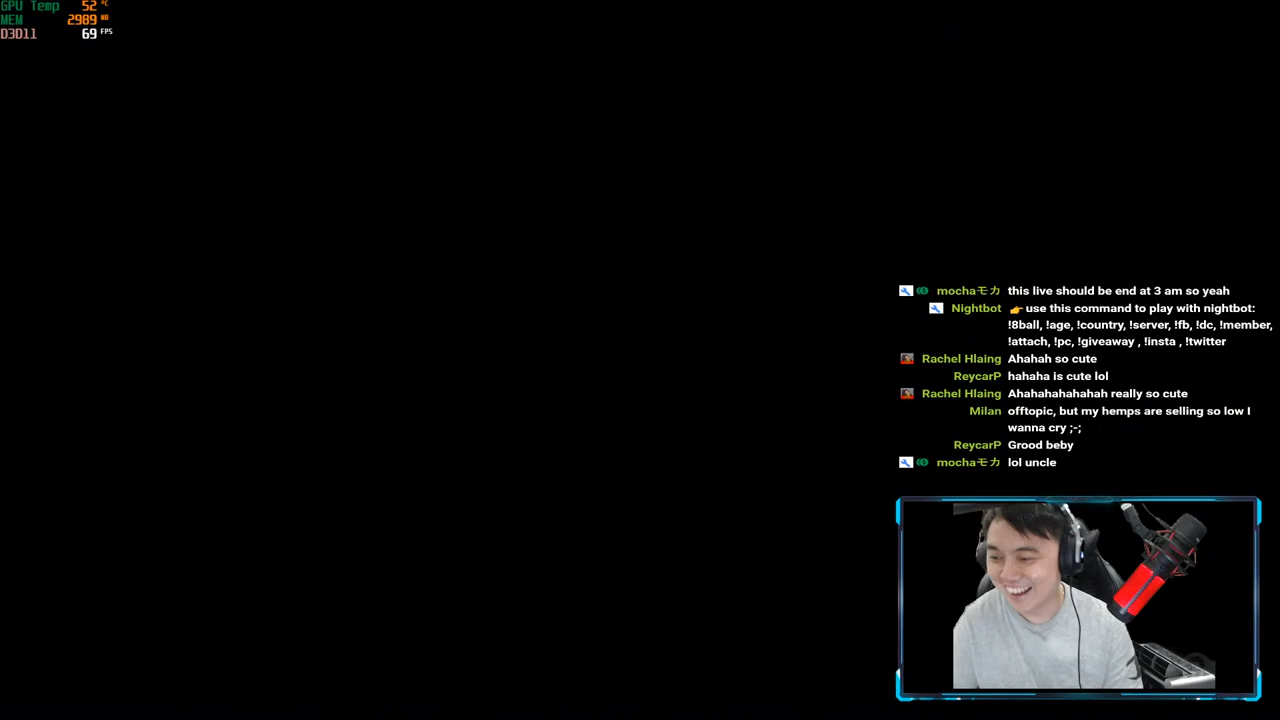 GPU Temp 52 °C
MEM 2989 MB
D3D11 69 FPS
mochaモカ this live should be end at 3 am so yeah
Nightbot 👉 use this command to play with nightbot:
!8ball, !age, !country, !server, !fb, !dc, !member,
!attach, !pc, !giveaway , !insta , !twitter
Rachel Hlaing Ahahah so cute
ReycarP hahaha is cute lol
Rachel Hlaing Ahahahahahahah really so cute
Milan offtopic, but my hemps are selling so low I
wanna cry ;-;
ReycarP Grood beby
mochaモカ lol uncle